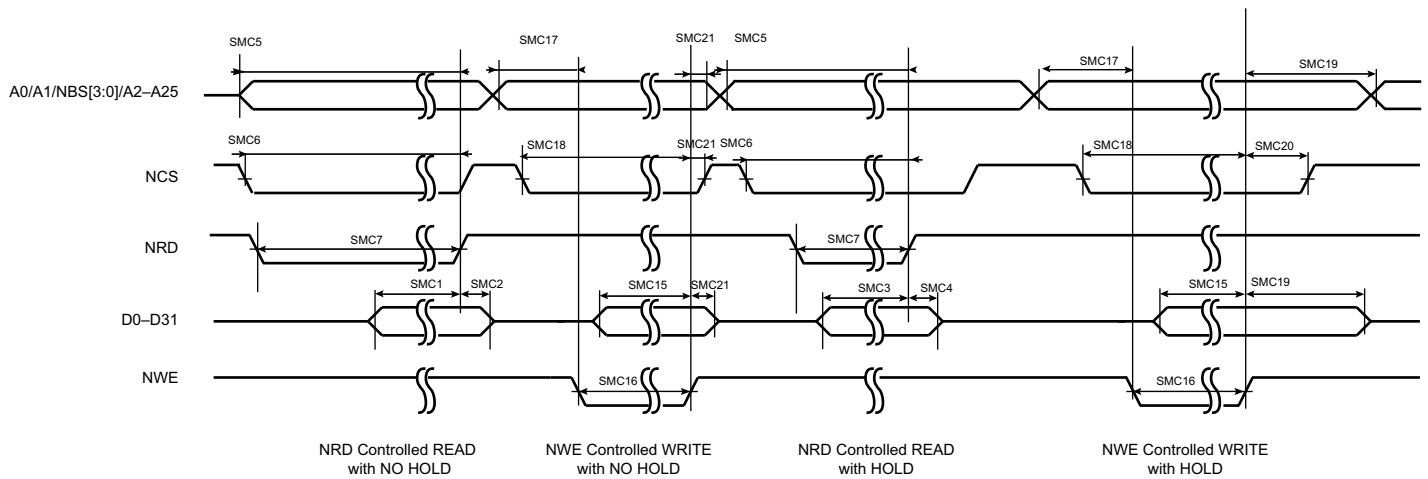 SMC5
SMC17
SMC21
SMC5
SMC17
SMC19
A0/A1/NBS[3:0]/A2–A25
SMC6
SMC18
SMC21
SMC6
SMC18
SMC20
NCS
SMC7
SMC7
NRD
SMC1
SMC2
SMC15
SMC21
SMC3
SMC4
SMC15
SMC19
D0–D31
NWE
SMC16
SMC16
NRD Controlled READ
with NO HOLD
NWE Controlled WRITE
with NO HOLD
NRD Controlled READ
with HOLD
NWE Controlled WRITE
with HOLD